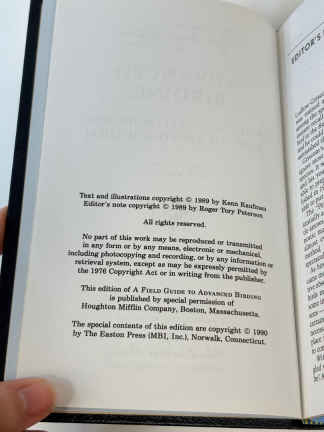 Text and illustrations copyright © 1989 by Kenn Kaufman
Editor's note copyright © 1989 by Roger Tory Peterson
All rights reserved.
No part of this work may be reproduced or transmitted
in any form or by any means, electronic or mechanical,
including photocopying and recording, or by any information or
retrieval system, except as may be expressly permitted by
the 1976 Copyright Act or in writing from the publisher.
This edition of A FIELD GUIDE TO ADVANCED BIRDING
is published by special permission of
Houghton Mifflin Company, Boston, Massachusetts.
The special contents of this edition are copyright © 1990
by The Easton Press (MBI, Inc.), Norwalk, Connecticut.
EDITOR'S